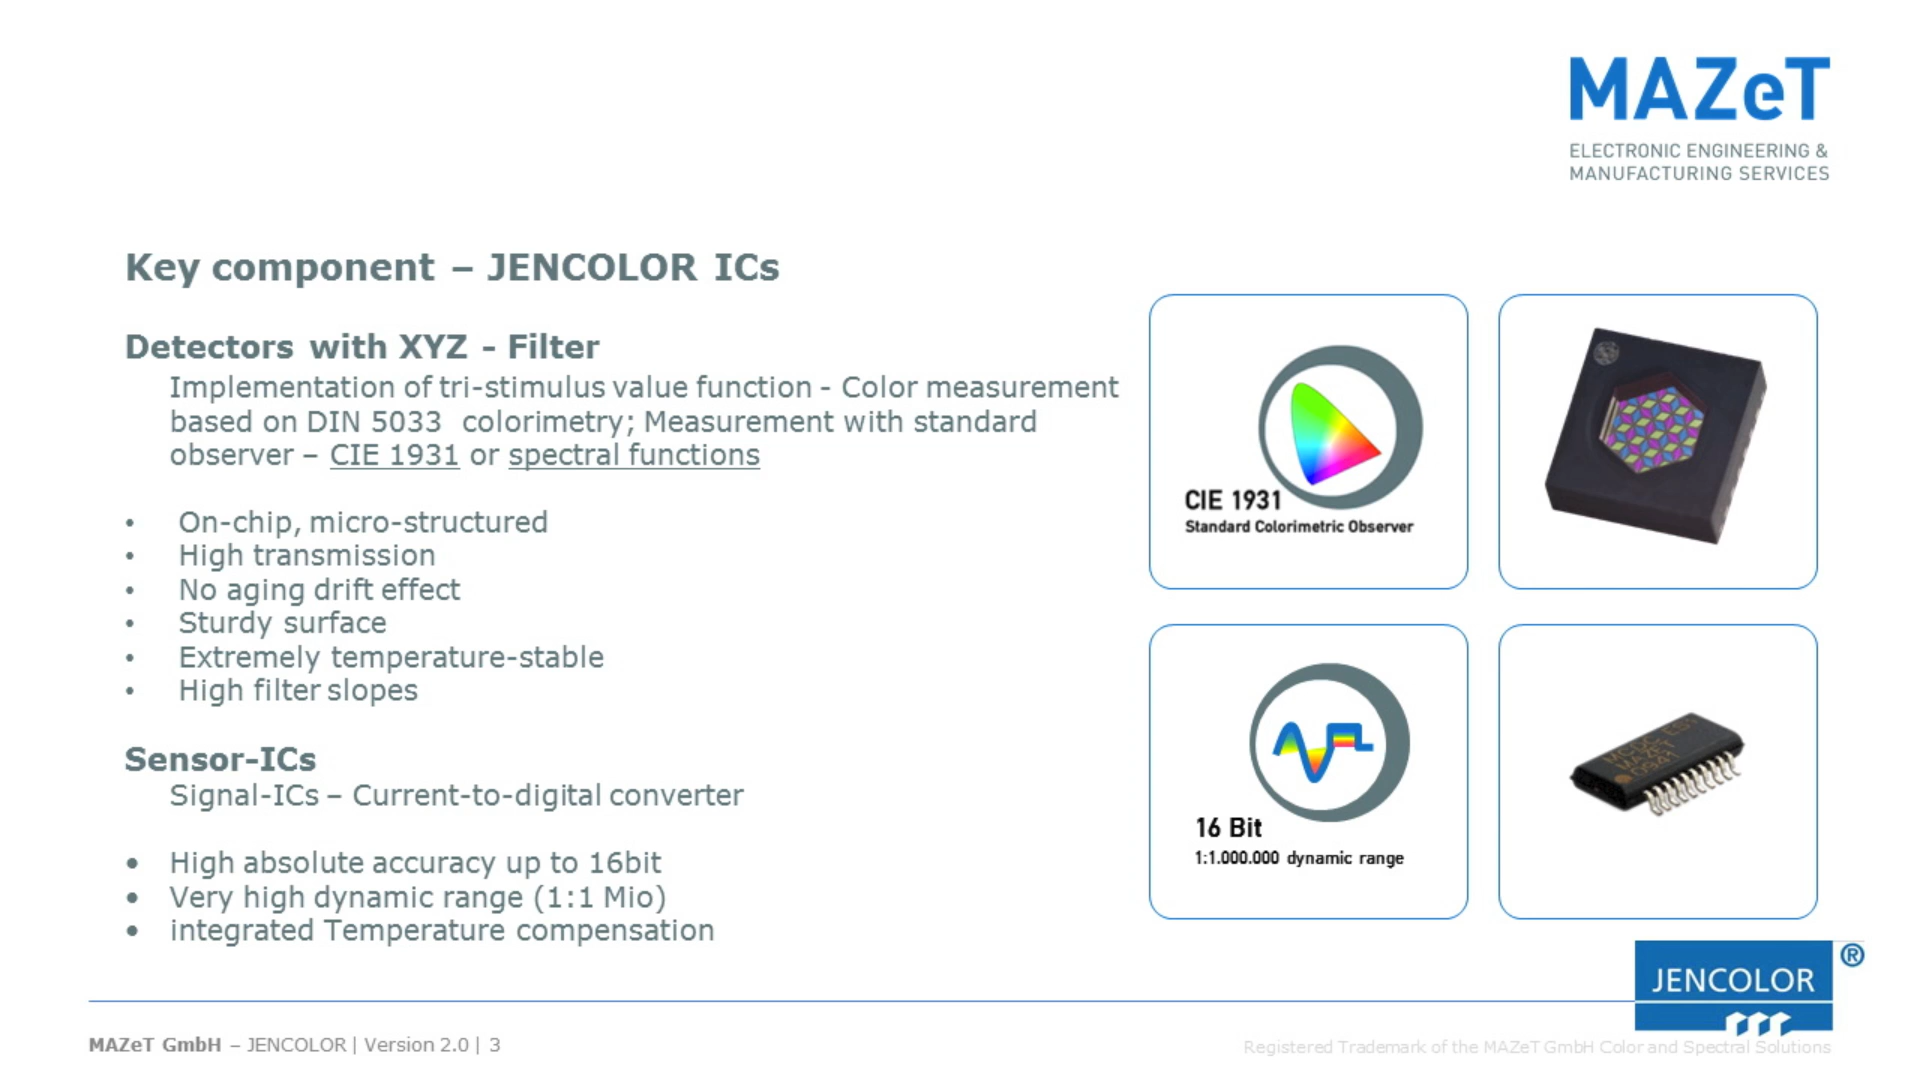 MAZeT
ELECTRONIC ENGINEERING &
MANUFACTURING SERVICES
Key component – JENCOLOR ICs
Detectors with XYZ - Filter
Implementation of tri-stimulus value function - Color measurement
based on DIN 5033 colorimetry; Measurement with standard
observer – CIE 1931 or spectral functions
• On-chip, micro-structured
• High transmission
• No aging drift effect
• Sturdy surface
• Extremely temperature-stable
• High filter slopes
Sensor-ICs
Signal-ICs – Current-to-digital converter
• High absolute accuracy up to 16bit
• Very high dynamic range (1:1 Mio)
• integrated Temperature compensation
CIE 1931
Standard Colorimetric Observer
16 Bit
1:1.000.000 dynamic range
MAZET
JENCOLOR ®
MAZeT GmbH – JENCOLOR | Version 2.0 | 3
Registered Trademark of the MAZeT GmbH Color and Spectral Solutions